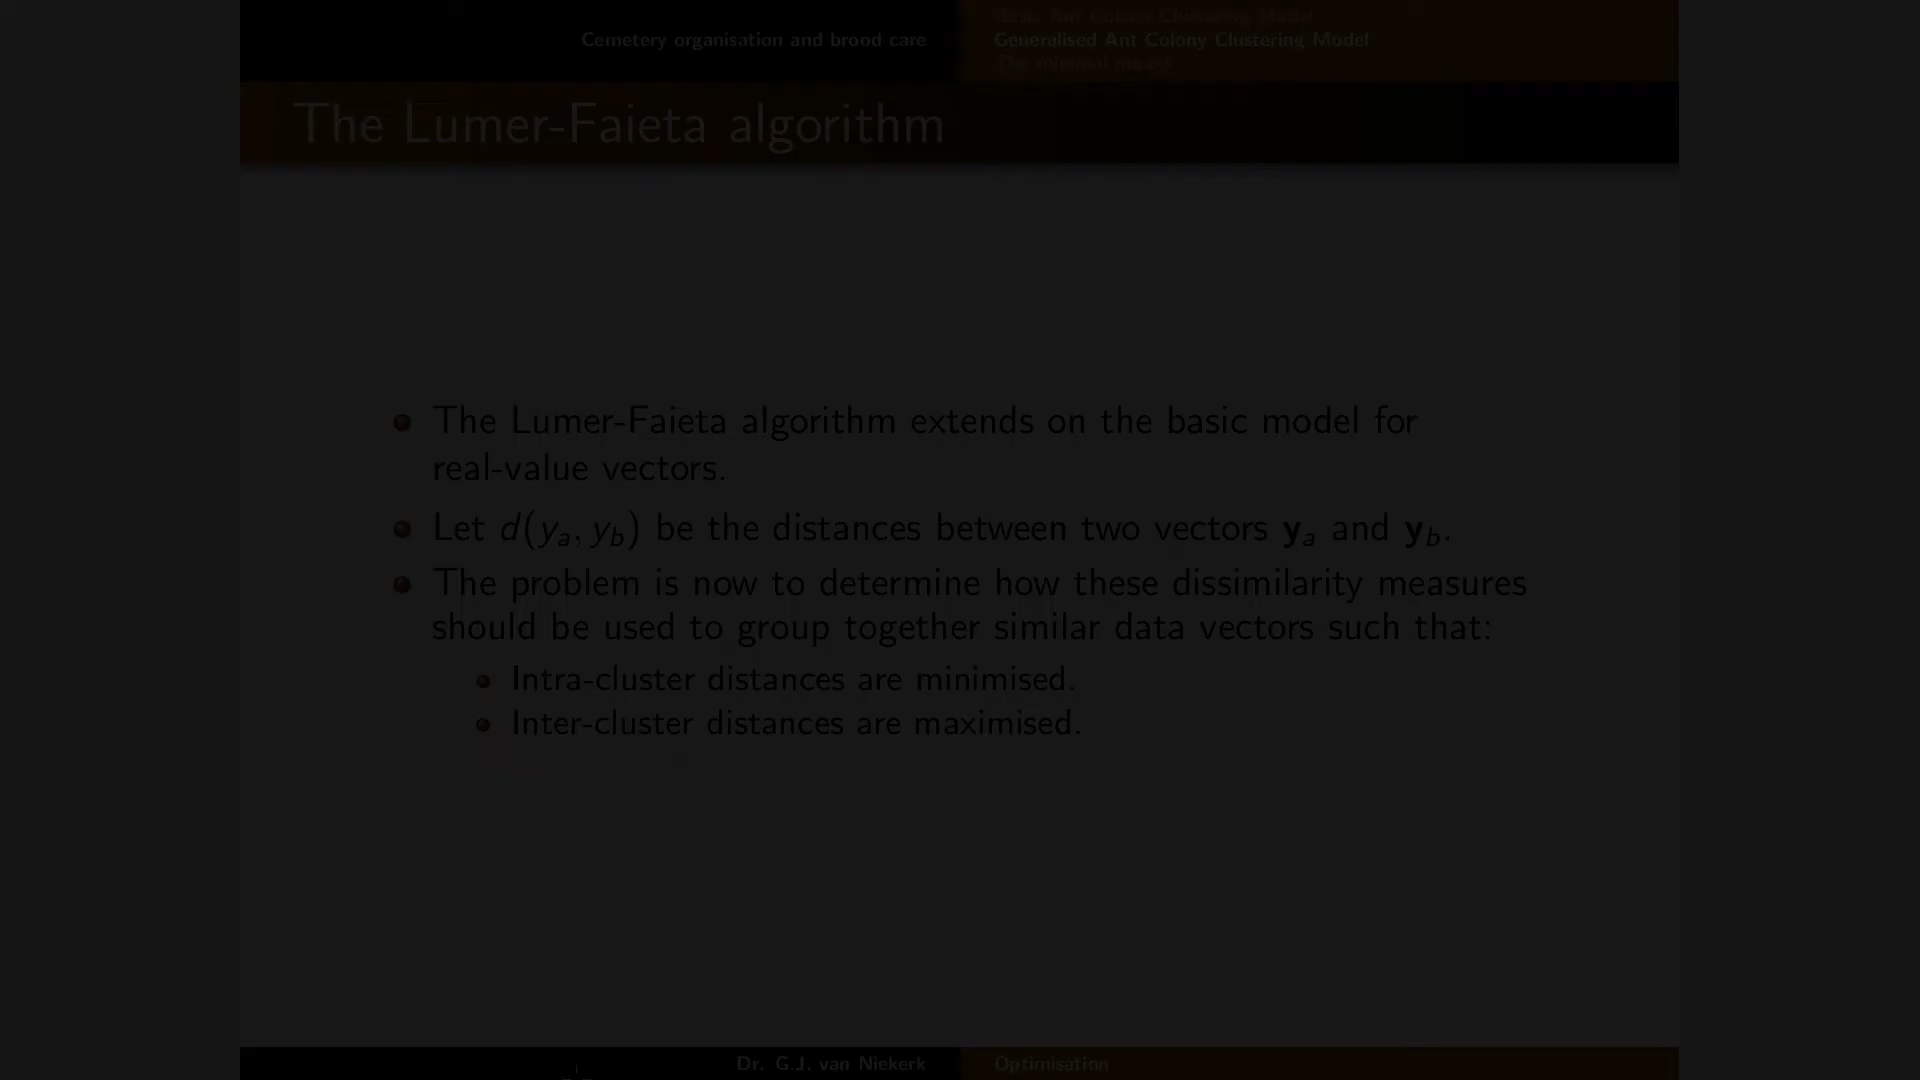 Cemetery organisation and brood care
Basic Ant Colony Clustering Model
Generalised Ant Colony Clustering Model
The minimal model
The Lumer-Faieta algorithm
The Lumer-Faieta algorithm extends on the basic model for
real-value vectors.
Let d(yₐ, y_b) be the distances between two vectors yₐ and y_b.
The problem is now to determine how these dissimilarity measures
should be used to group together similar data vectors such that:
Intra-cluster distances are minimised.
Inter-cluster distances are maximised.
Dr. G.J. van Niekerk
Optimisation